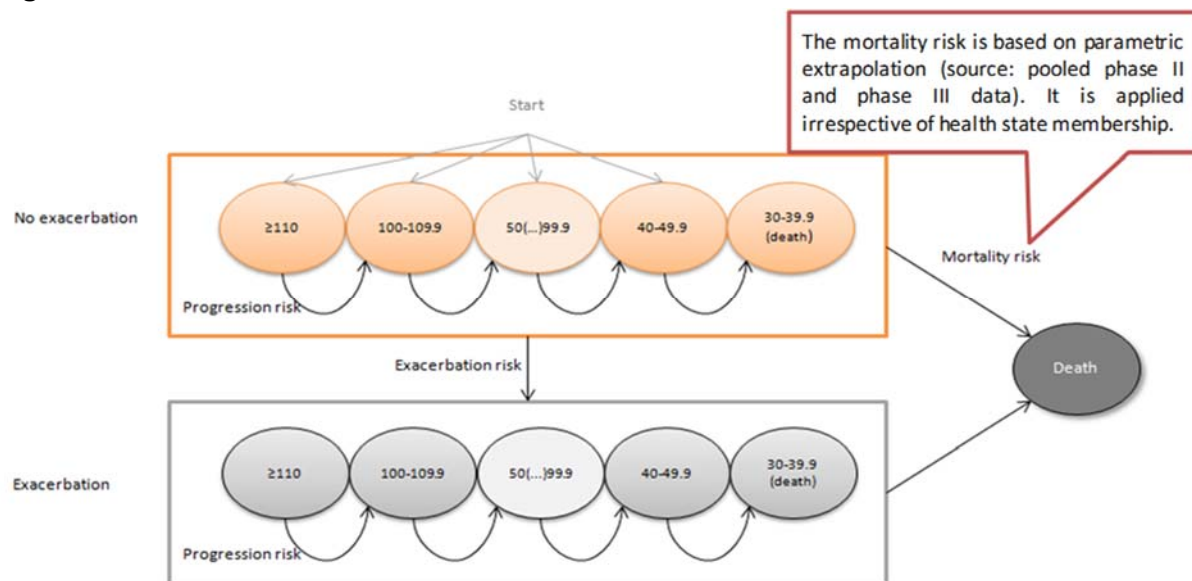 The mortality risk is based on parametric
extrapolation (source: pooled phase II
and phase III data). It is applied
irrespective of health state membership.
Start
No exacerbation
≥110
100-109.9
50(...)99.9
40-49.9
30-39.9
(death)
Mortality risk
Progression risk
Exacerbation risk
Death
Exacerbation
≥110
100-109.9
50(...)99.9
40-49.9
30-39.9
(death)
Progression risk